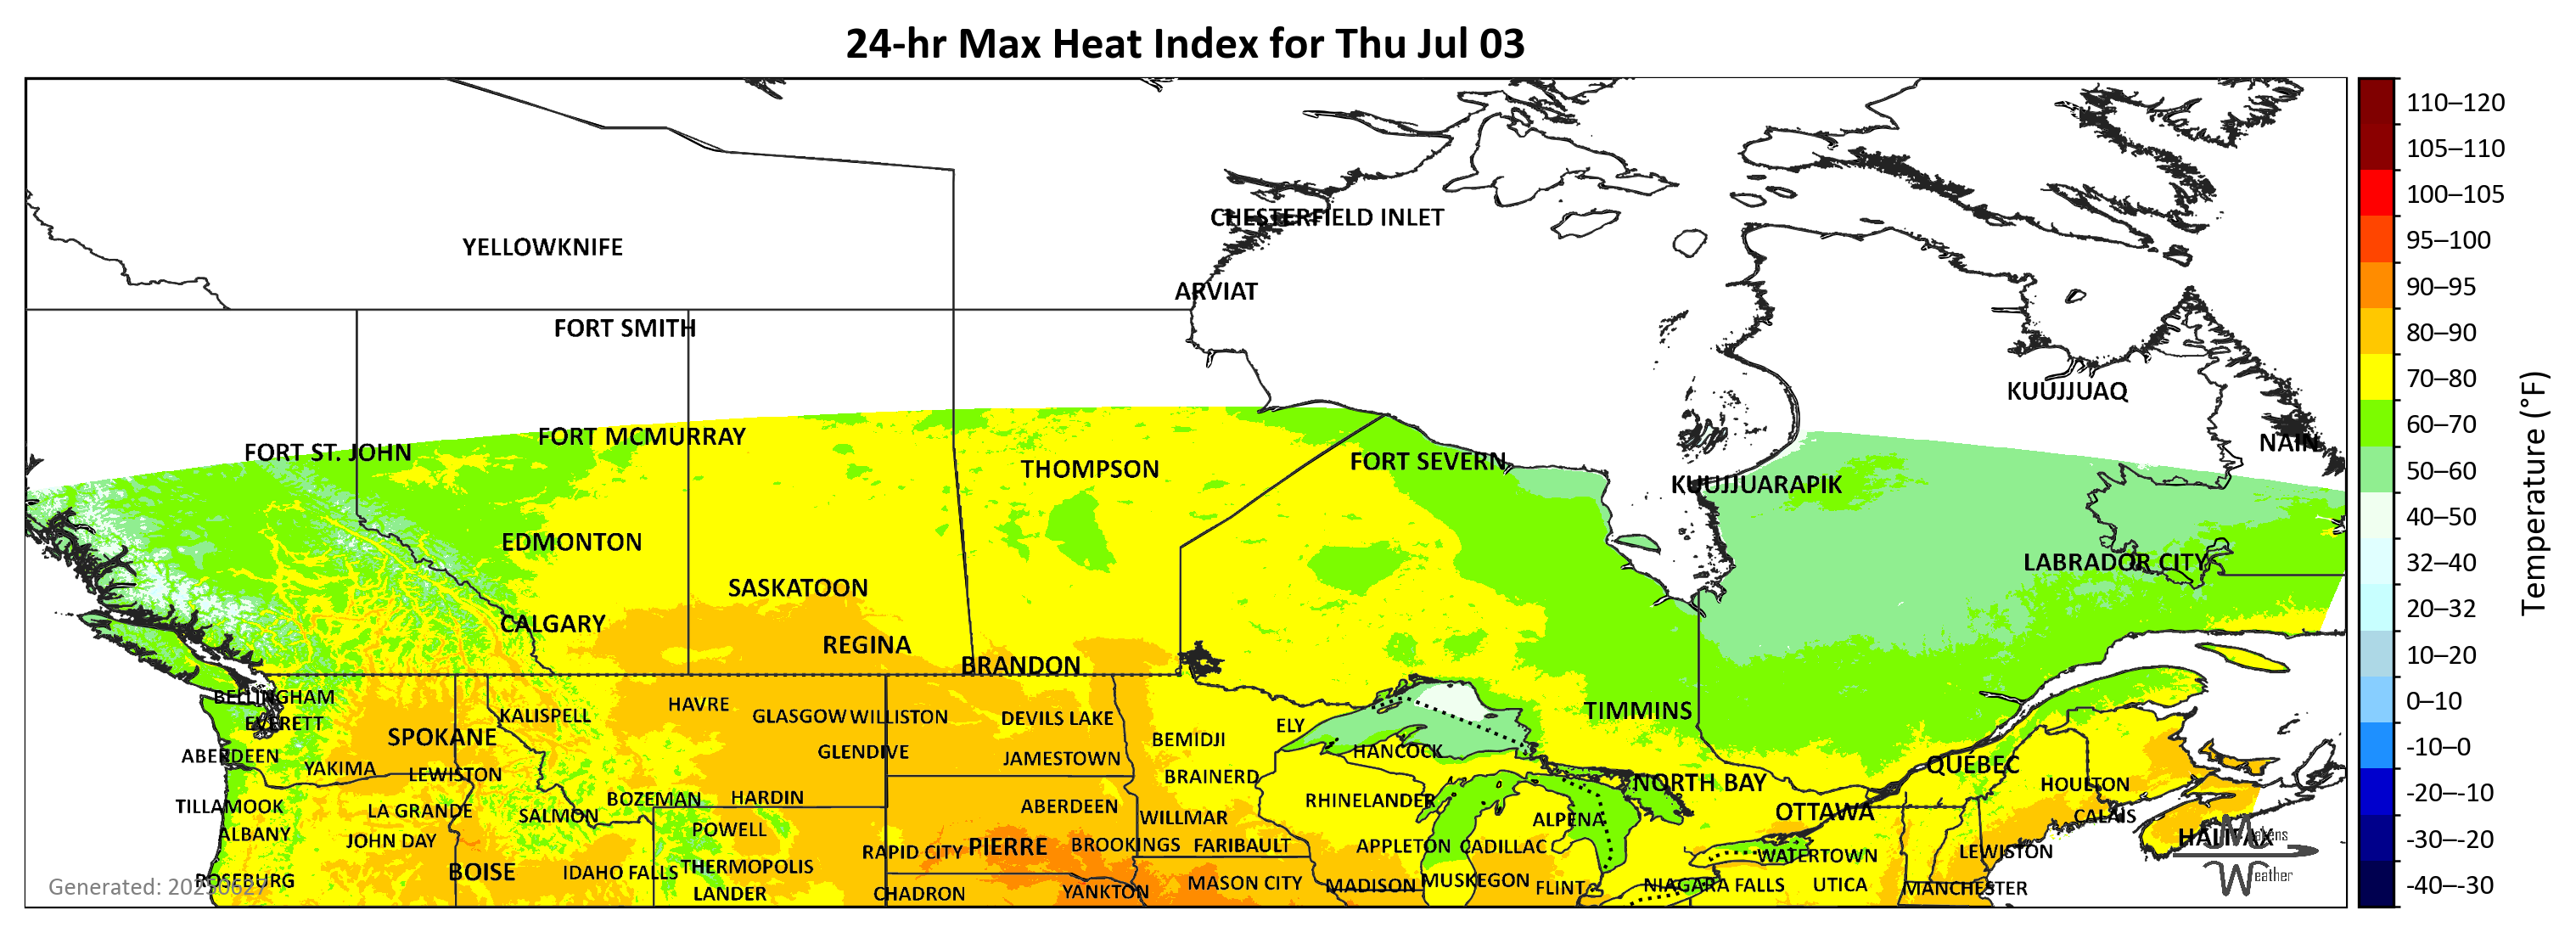 24-hr Max Heat Index for Thu Jul 03
CHESTERFIELD INLET
YELLOWKNIFE
ARVIAT
FORT SMITH
KUUJJUAQ
FORT MCMURRAY
NAIN
FORT ST. JOHN
FORT SEVERN
THOMPSON
KUUJJUARAPIK
EDMONTON
LABRADOR CITY
SASKATOON
CALGARY
REGINA
BRANDON
BELLINGHAM
HAVRE
KALISPELL
GLASGOW WILLISTON
DEVILS LAKE
TIMMINS
EVERETT
ELY
SPOKANE
BEMIDJI
HANCOCK
ABERDEEN
GLENDIVE
JAMESTOWN
QUÉBEC
YAKIMA
LEWISTON
BRAINERD
NORTH BAY
HOULTON
BOZEMAN
HARDIN
RHINELANDER
TILLAMOOK
LA GRANDE
SALMON
ABERDEEN
WILLMAR
ALPENA
OTTAWA
CALAIS
ALBANY
JOHN DAY
POWELL
HALIFAX
Makens
Weather
RAPID CITY
PIERRE
BROOKINGS
FARIBAULT
APPLETON
CADILLAC
WATERTOWN
LEWISTON
BOISE
IDAHO FALLS
THERMOPOLIS
ROSEBURG
Generated: 20250627
LANDER
CHADRON
YANKTON
MASON CITY
MADISON
MUSKEGON
FLINT
NIAGARA FALLS
UTICA
MANCHESTER
110–120
105–110
100–105
95–100
90–95
80–90
70–80
60–70
50–60
40–50
32–40
20–32
10–20
0–10
-10–0
-20–-10
-30–-20
-40–-30
Temperature (°F)